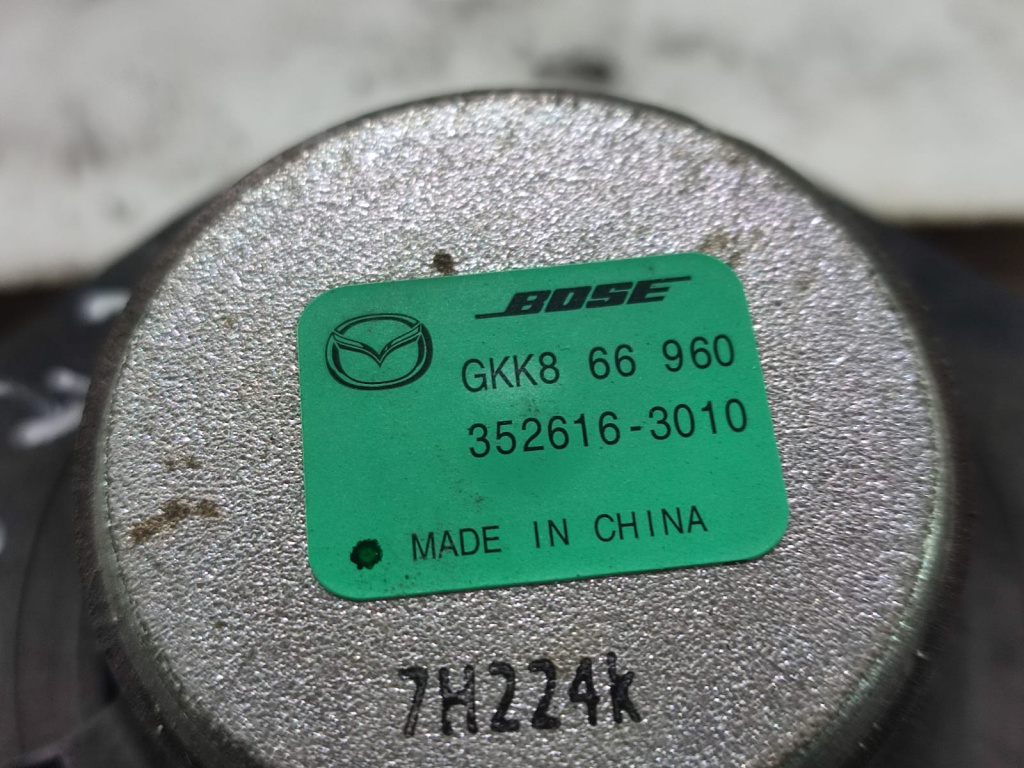 BOSE
GKK8 66 960
352616-3010
MADE IN CHINA
7H224k